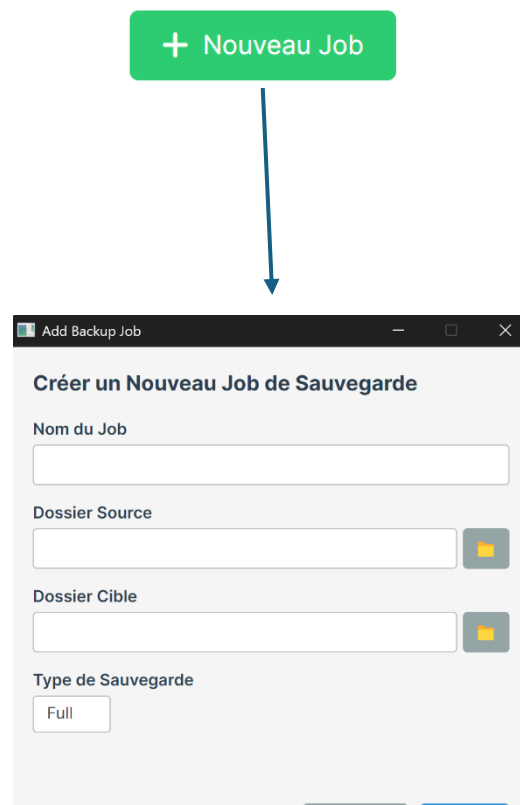 + Nouveau Job
Add Backup Job
Créer un Nouveau Job de Sauvegarde
Nom du Job
Dossier Source
Dossier Cible
Type de Sauvegarde
Full